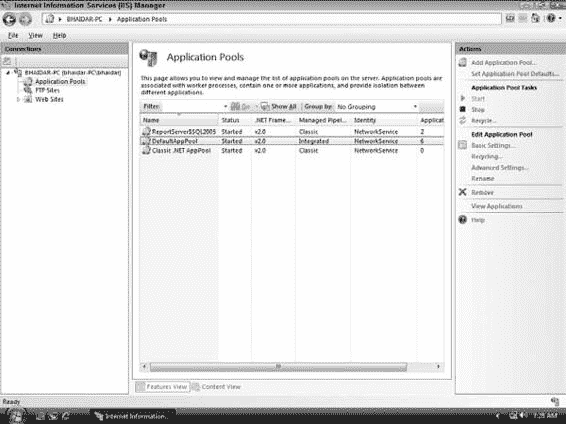 Internet Information Services (IIS) Manager
BHAIDAR-PC Application Pools
File View Help
Connections
BHAIDAR-PC (bhaidar-PC\bhaidar)
Application Pools
FTP Sites
Web Sites
Application Pools
This page allows you to view and manage the list of application pools on the server. Application pools are
associated with worker processes, contain one or more applications, and provide isolation between
different applications.
Filter: Go Show All Group by: No Grouping
Name Status .NET Frame... Managed Pipel... Identity Applicat
ReportServer$SQL2005 Started v2.0 Classic NetworkService 2
DefaultAppPool Started v2.0 Integrated NetworkService 6
Classic .NET AppPool Started v2.0 Classic NetworkService 0
Features View Content View
Actions
Add Application Pool...
Set Application Pool Defaults...
Application Pool Tasks
Start
Stop
Recycle...
Edit Application Pool
Basic Settings...
Recycling...
Advanced Settings...
Rename
Remove
View Applications
Help
Ready
Internet Information...